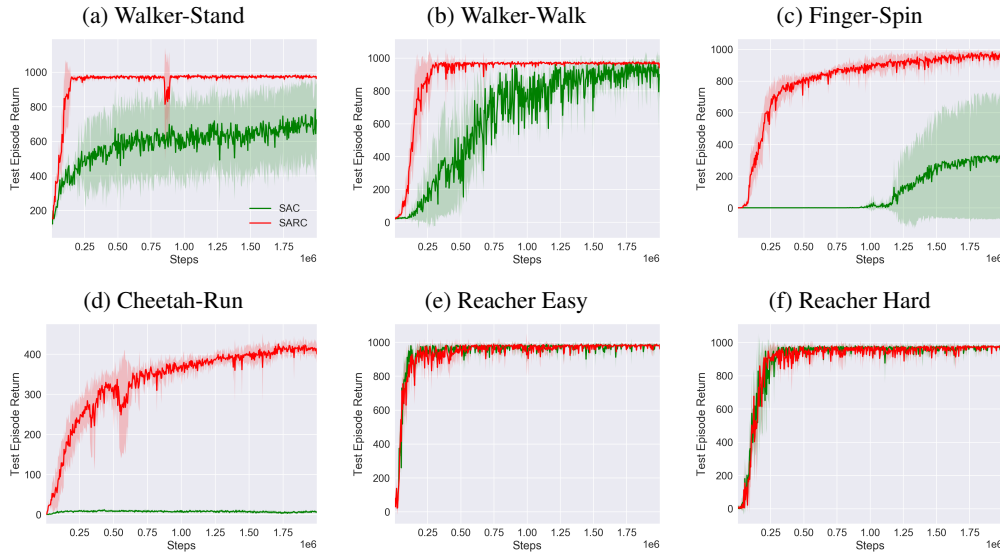 (a) Walker-Stand
(b) Walker-Walk
(c) Finger-Spin
Test Episode Return
1000
800
600
400
200
SAC
SARC
0.25 0.50 0.75 1.00 1.25 1.50 1.75
Steps
1e6
Test Episode Return
1000
800
600
400
200
0
0.25 0.50 0.75 1.00 1.25 1.50 1.75
Steps
1e6
Test Episode Return
1000
800
600
400
200
0
0.25 0.50 0.75 1.00 1.25 1.50 1.75
Steps
1e6
(d) Cheetah-Run
(e) Reacher Easy
(f) Reacher Hard
Test Episode Return
400
300
200
100
0
0.25 0.50 0.75 1.00 1.25 1.50 1.75
Steps
1e6
Test Episode Return
1000
800
600
400
200
0
0.25 0.50 0.75 1.00 1.25 1.50 1.75
Steps
1e6
Test Episode Return
1000
800
600
400
200
0
0.25 0.50 0.75 1.00 1.25 1.50 1.75
Steps
1e6